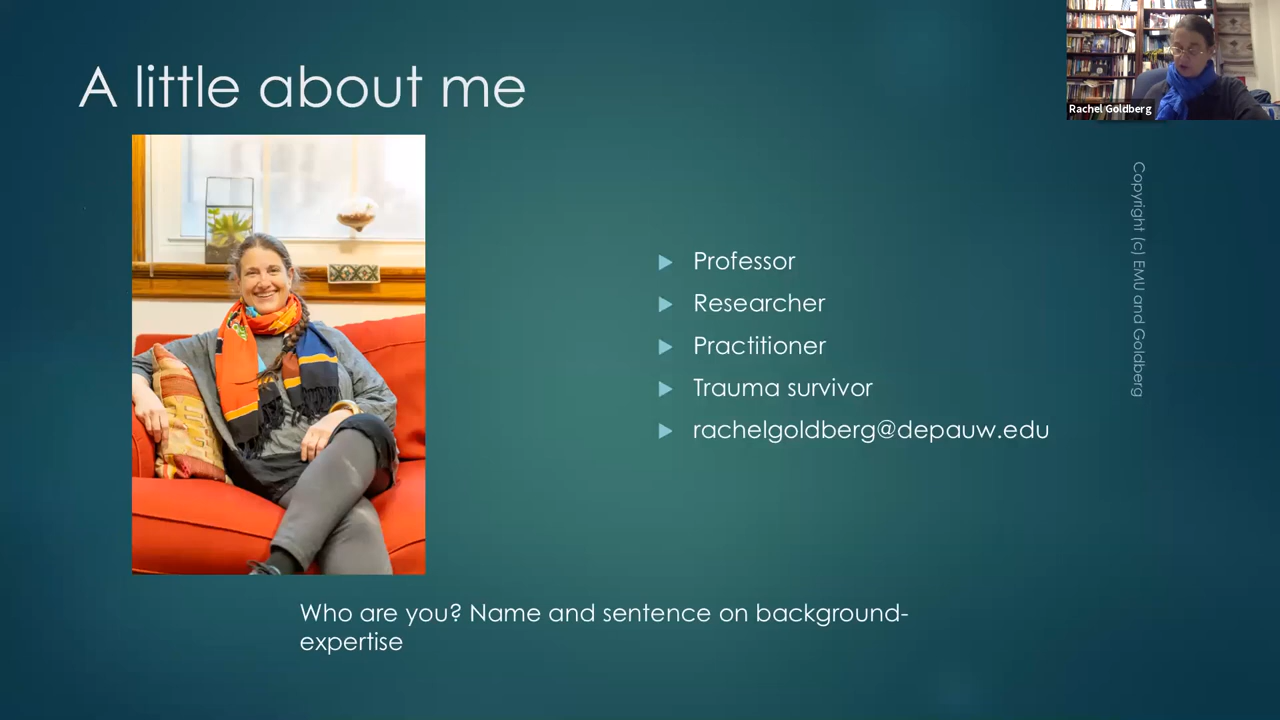 A little about me
Rachel Goldberg
Professor
Researcher
Practitioner
Trauma survivor
rachelgoldberg@depauw.edu
Copyright (c) EMU and Goldberg
Who are you? Name and sentence on background-
expertise